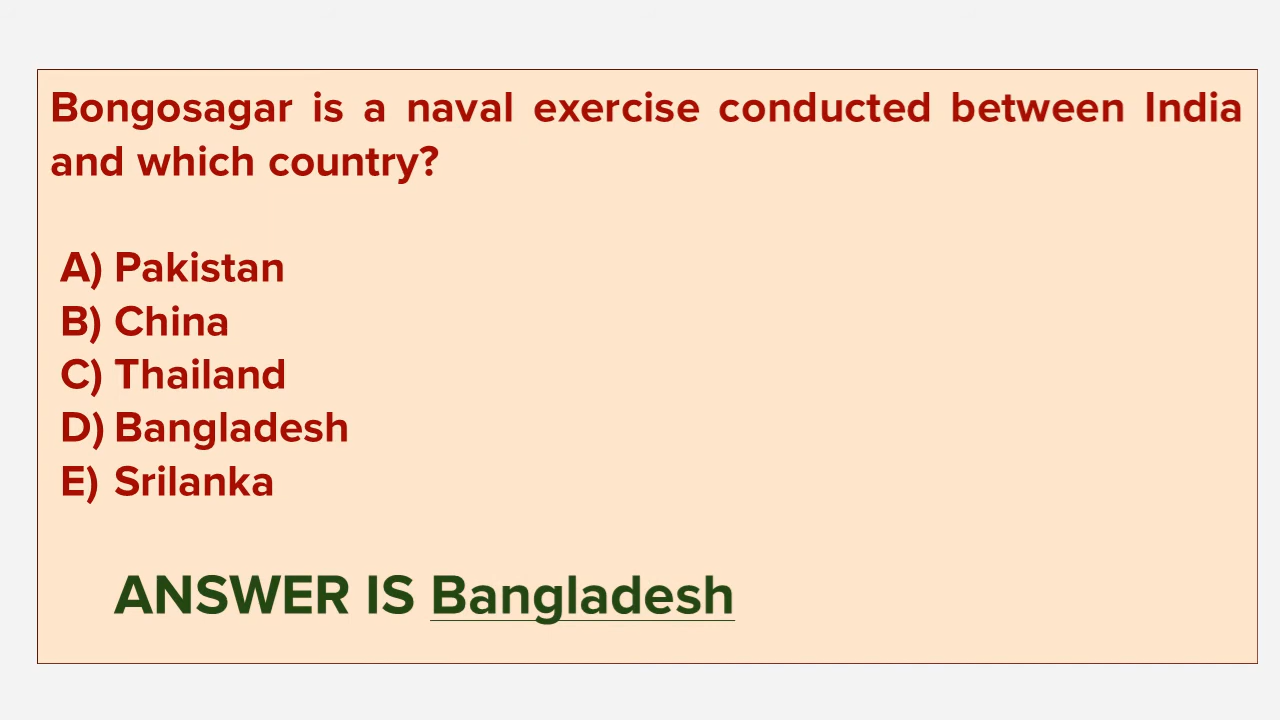 Bongosagar is a naval exercise conducted between India
and which country?
A) Pakistan
B) China
C) Thailand
D) Bangladesh
E) Srilanka
ANSWER IS Bangladesh